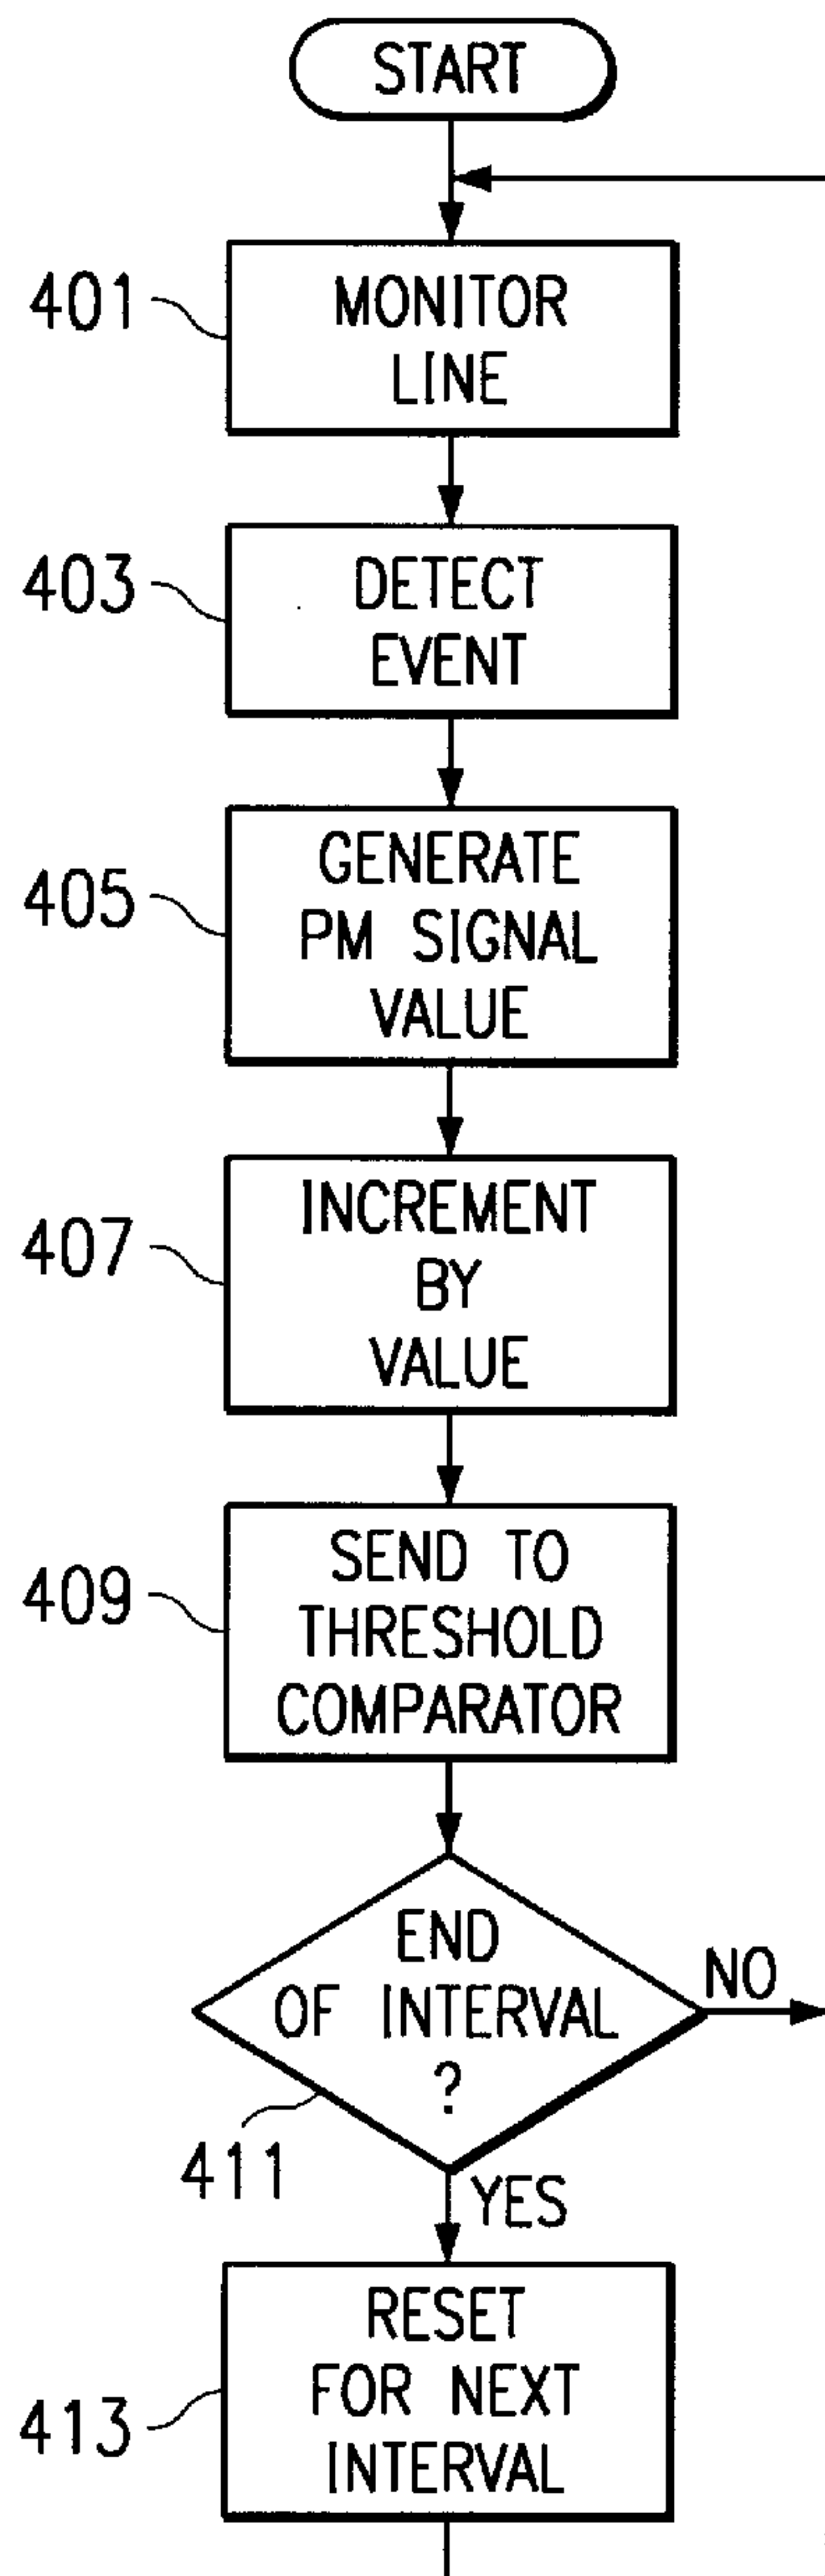 START
401
MONITOR
LINE
403
DETECT
EVENT
405
GENERATE
PM SIGNAL
VALUE
407
INCREMENT
BY
VALUE
409
SEND TO
THRESHOLD
COMPARATOR
END
OF INTERVAL
?
NO
411
YES
413
RESET
FOR NEXT
INTERVAL